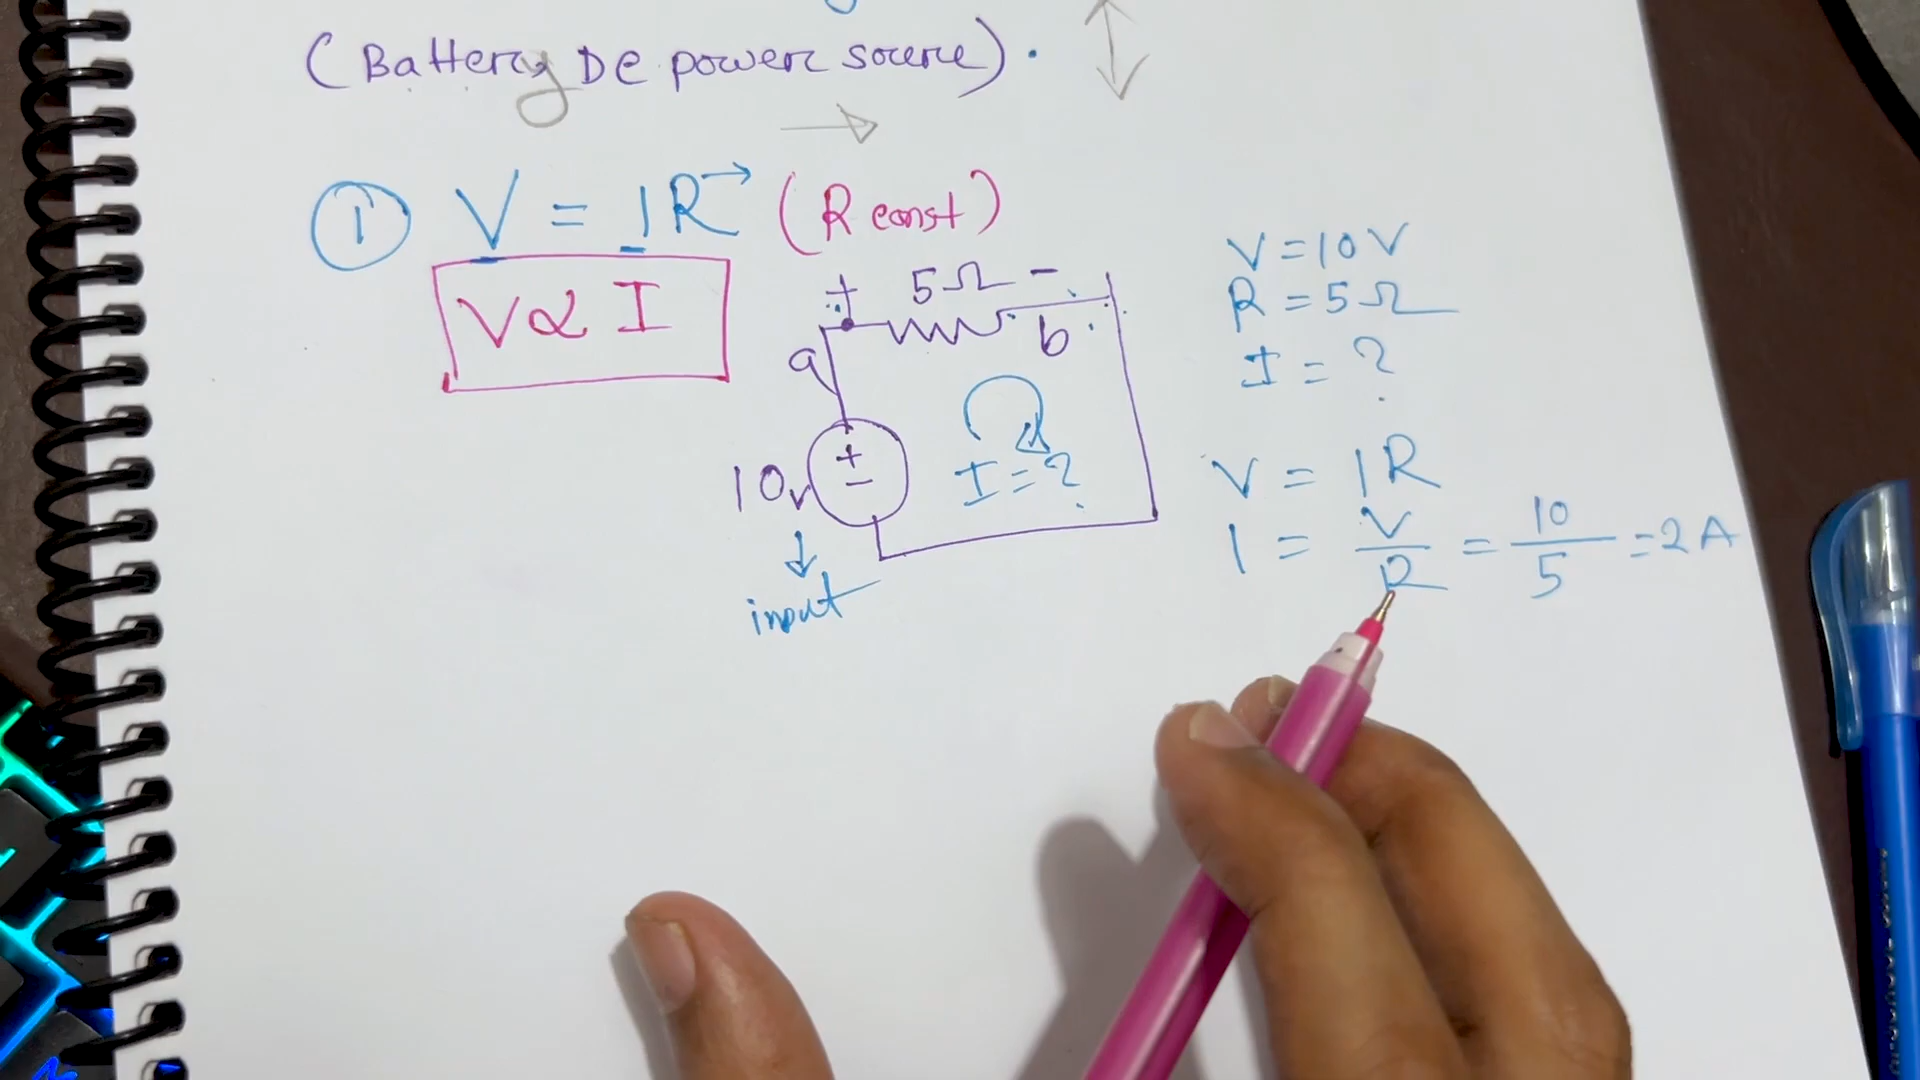 (Battery DC power source).
① V = IR → (R const)
V ∝ I
+ 5Ω -
a
b
10v
+
-
I = ?
↓
input
V = 10V
R = 5Ω
I = ?
V = IR
I = V/R = 10/5 = 2A